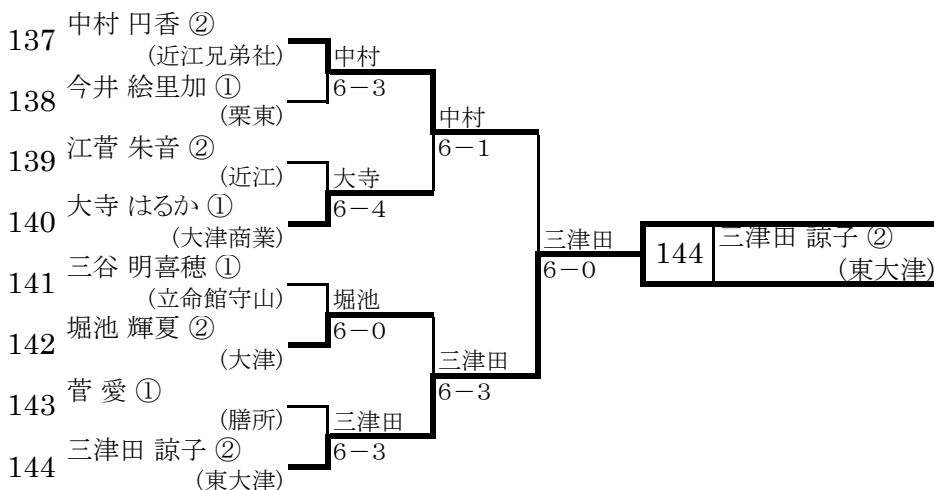 137 中村 円香 ②
(近江兄弟社)
138 今井 絵里加 ①
(栗東)
139 江菅 朱音 ②
(近江)
140 大寺 はるか ①
(大津商業)
141 三谷 明喜穂 ①
(立命館守山)
142 堀池 輝夏 ②
(大津)
143 菅 愛 ①
(膳所)
144 三津田 諒子 ②
(東大津)
中村
6-3
大寺
6-4
堀池
6-0
三津田
6-3
中村
6-1
三津田
6-3
三津田
6-0
144 三津田 諒子 ②
(東大津)